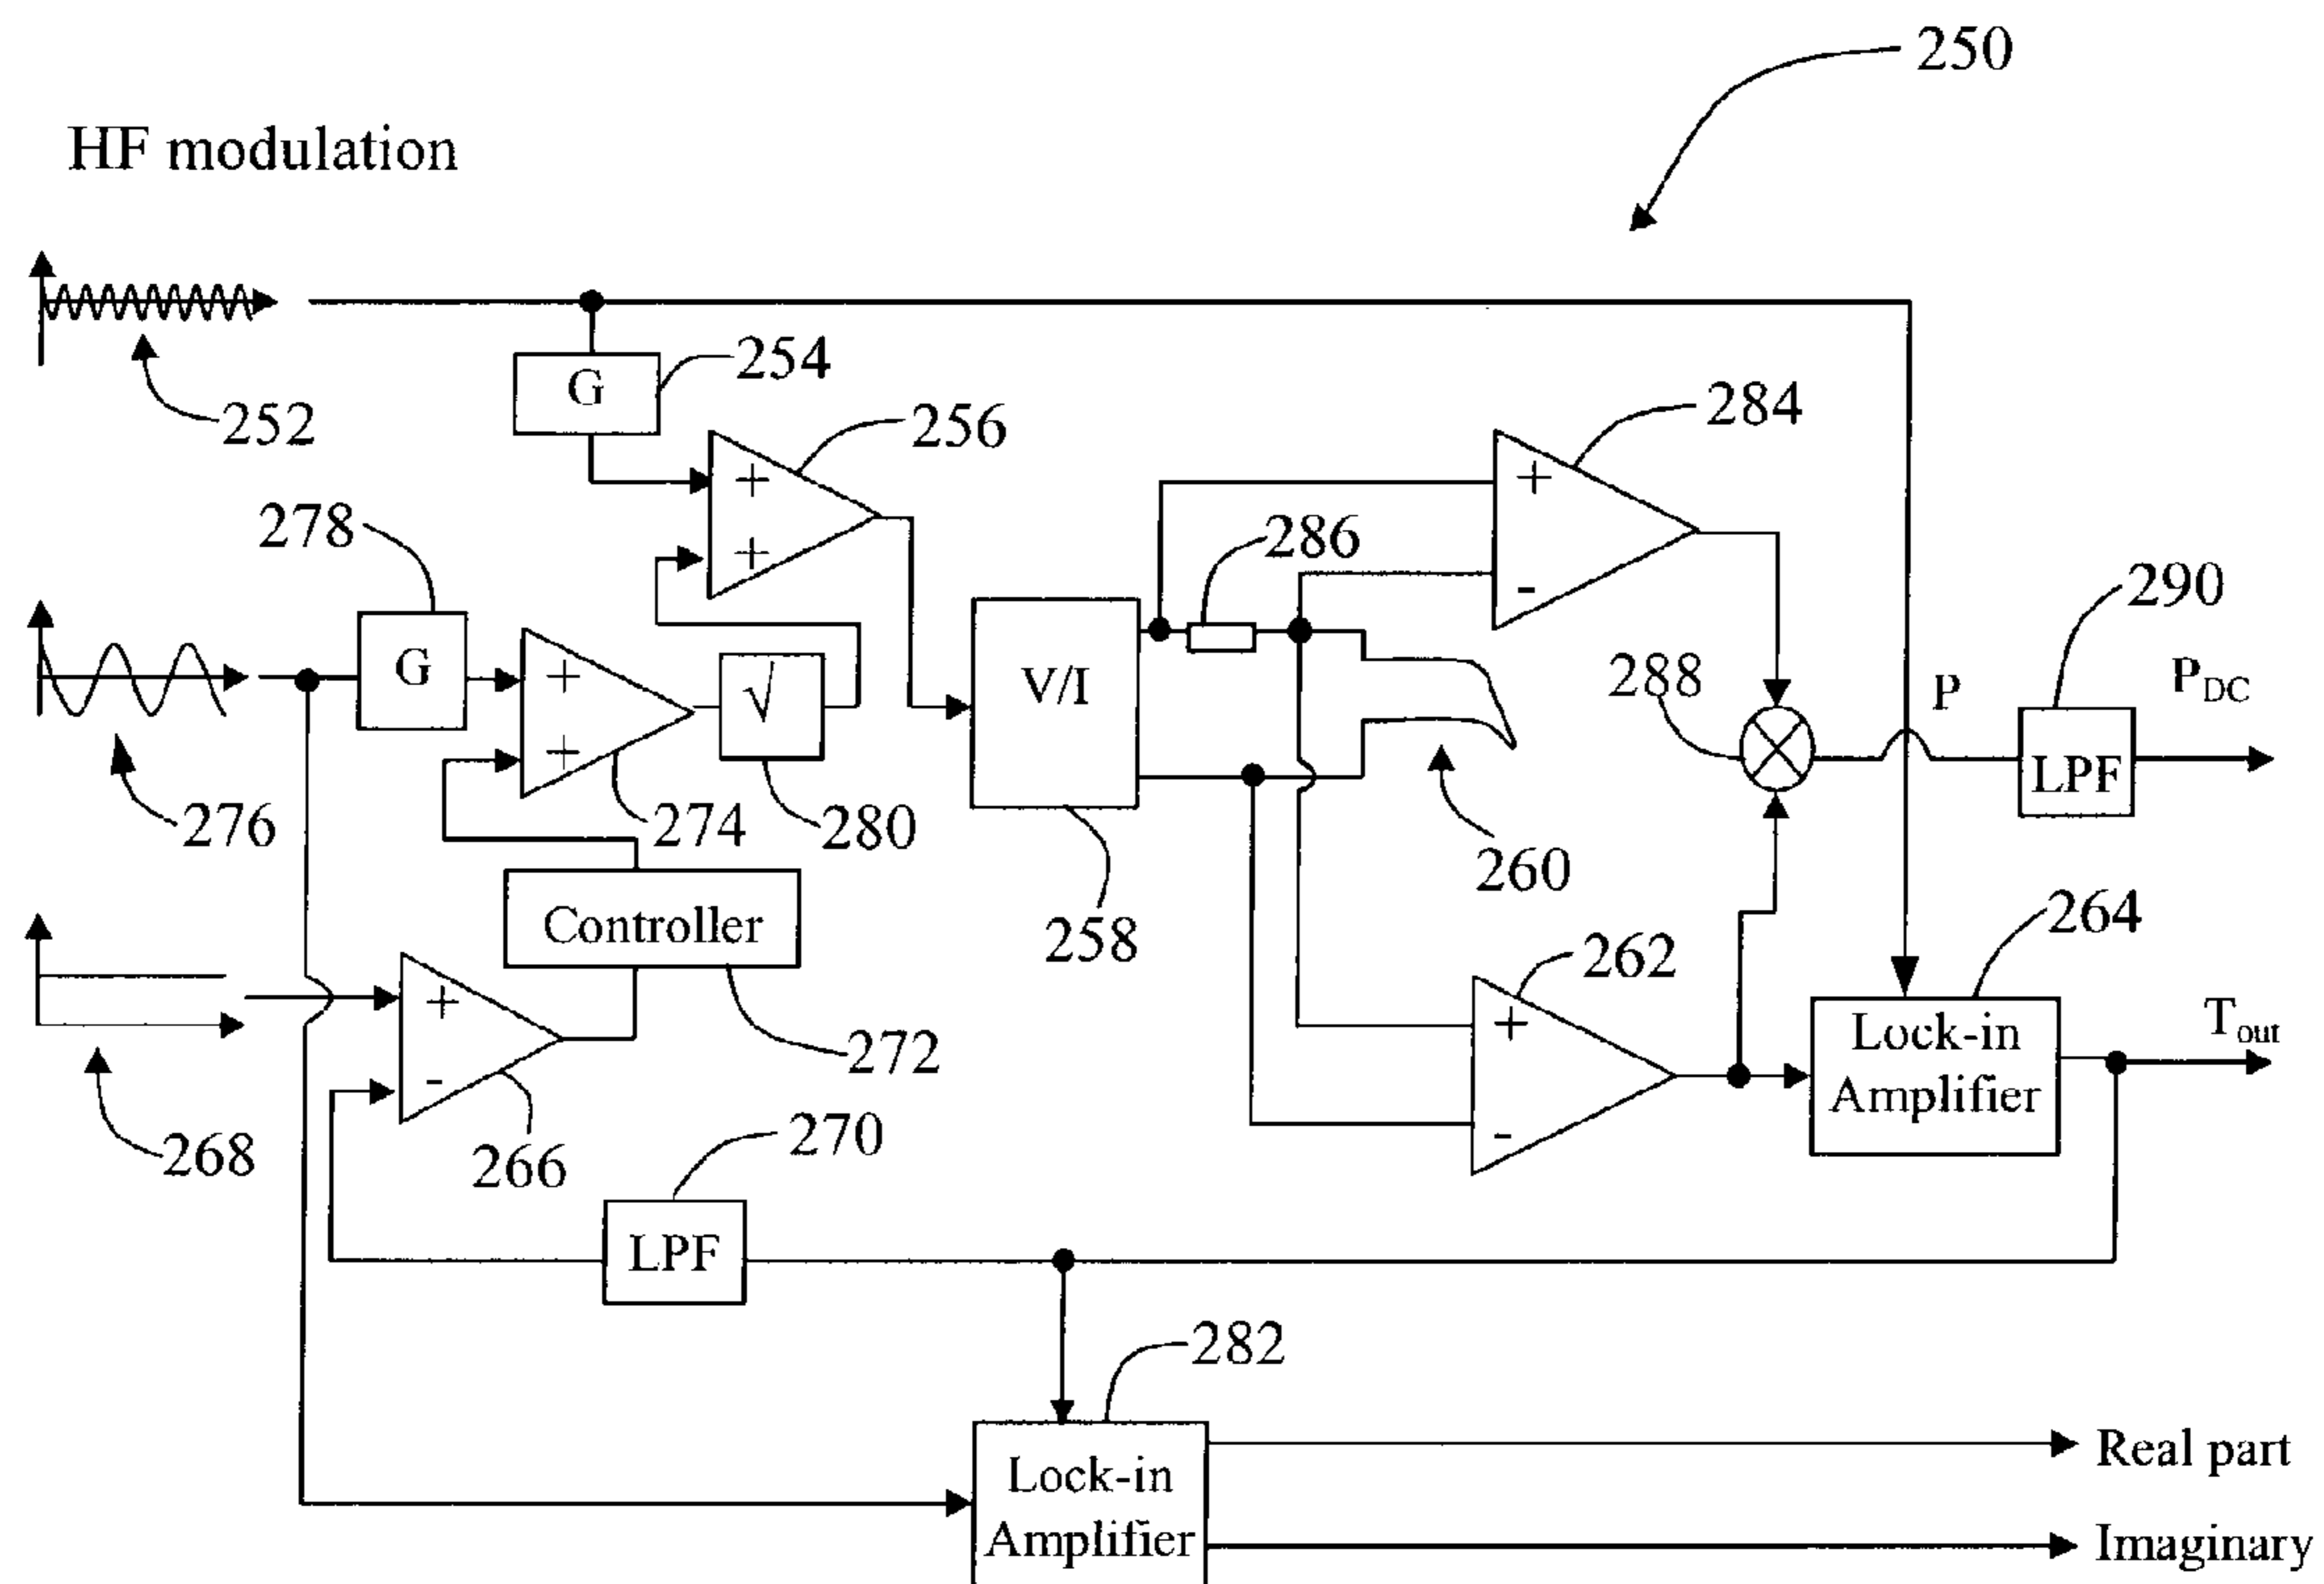 250
HF modulation
252
G
254
256
+
+
284
+
-
278
G
276
+
+
274
√
280
286
V/I
258
260
288
P
290
LPF
PDC
Controller
272
268
+
-
266
270
LPF
262
+
-
264
Lock-in
Amplifier
Tout
282
Lock-in
Amplifier
Real part
Imaginary